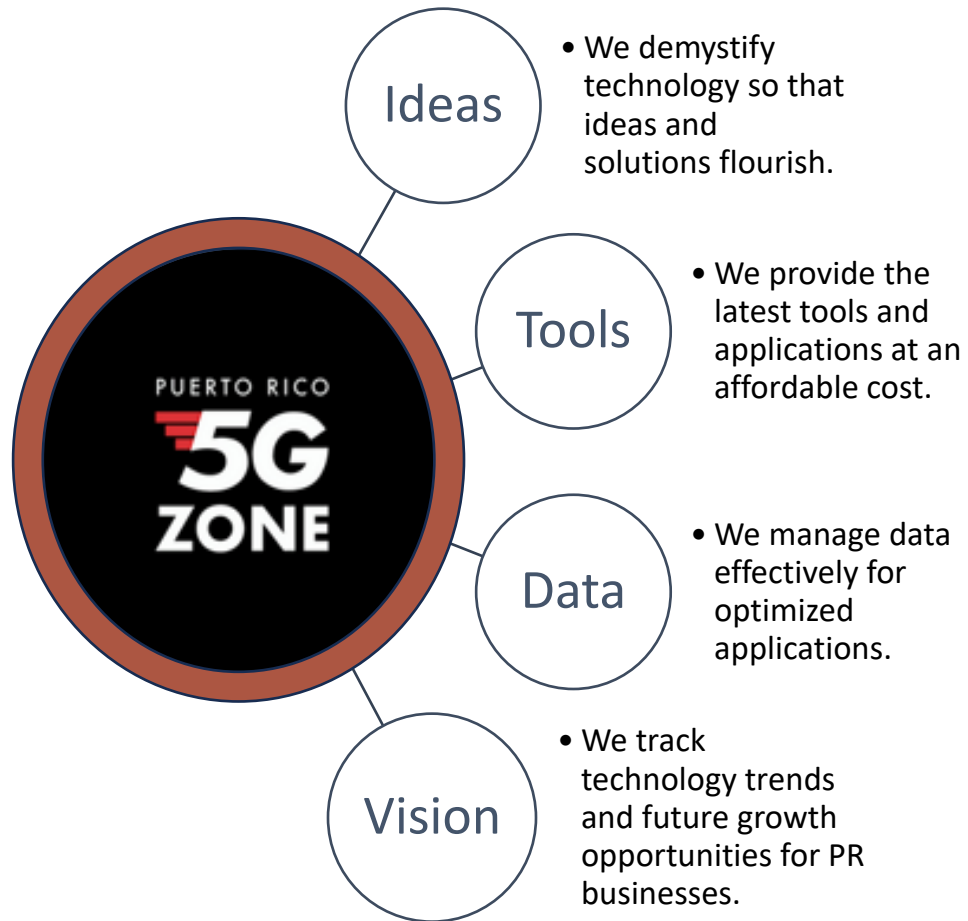 Ideas
• We demystify
technology so that
ideas and
solutions flourish.
Tools
• We provide the
latest tools and
applications at an
affordable cost.
PUERTO RICO
5G
ZONE
Data
• We manage data
effectively for
optimized
applications.
Vision
• We track
technology trends
and future growth
opportunities for PR
businesses.